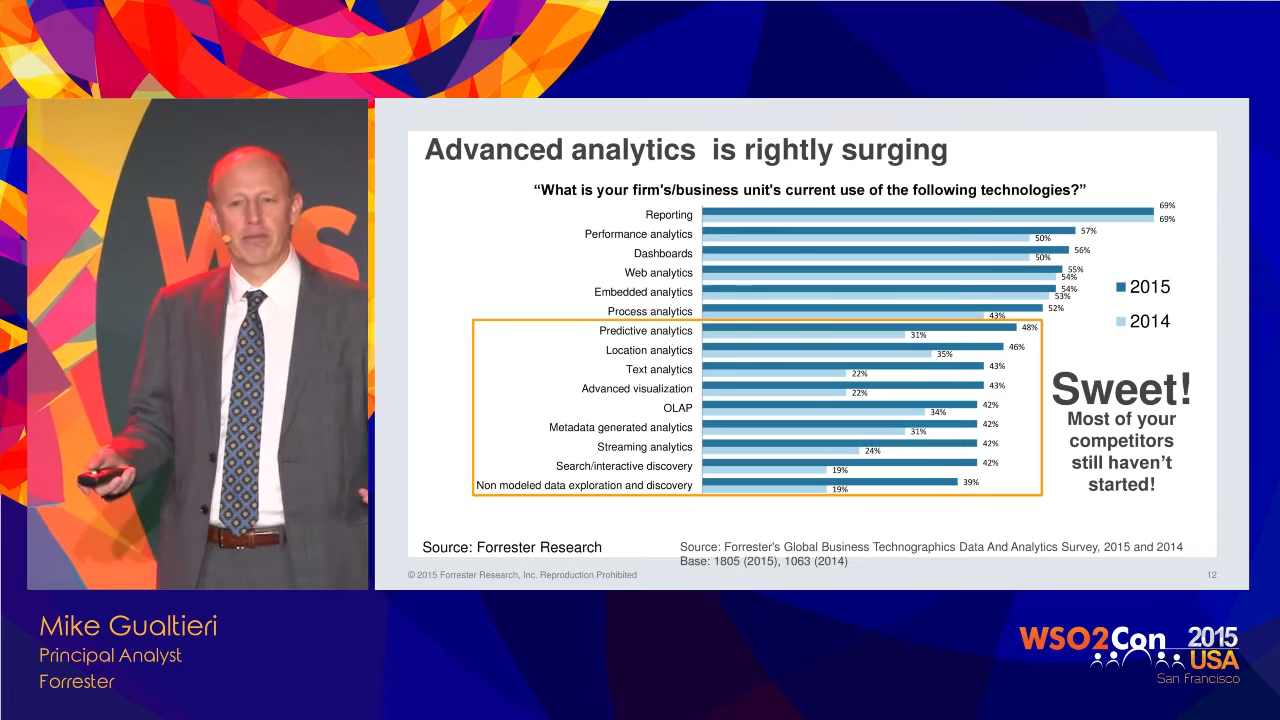 WS
Advanced analytics is rightly surging
“What is your firm's/business unit's current use of the following technologies?”
Reporting 69% 69%
Performance analytics 57% 50%
Dashboards 56% 50%
Web analytics 55% 54%
Embedded analytics 54% 53%
Process analytics 52% 43%
Predictive analytics 48% 31%
Location analytics 46% 35%
Text analytics 43% 22%
Advanced visualization 43% 22%
OLAP 42% 34%
Metadata generated analytics 42% 31%
Streaming analytics 42% 24%
Search/interactive discovery 42% 19%
Non modeled data exploration and discovery 39% 19%
2015
2014
Sweet!
Most of your
competitors
still haven’t
started!
Source: Forrester Research
Source: Forrester's Global Business Technographics Data And Analytics Survey, 2015 and 2014
Base: 1805 (2015), 1063 (2014)
© 2015 Forrester Research, Inc. Reproduction Prohibited
12
Mike Gualtieri
Principal Analyst
Forrester
WSO2Con 2015
USA
San Francisco